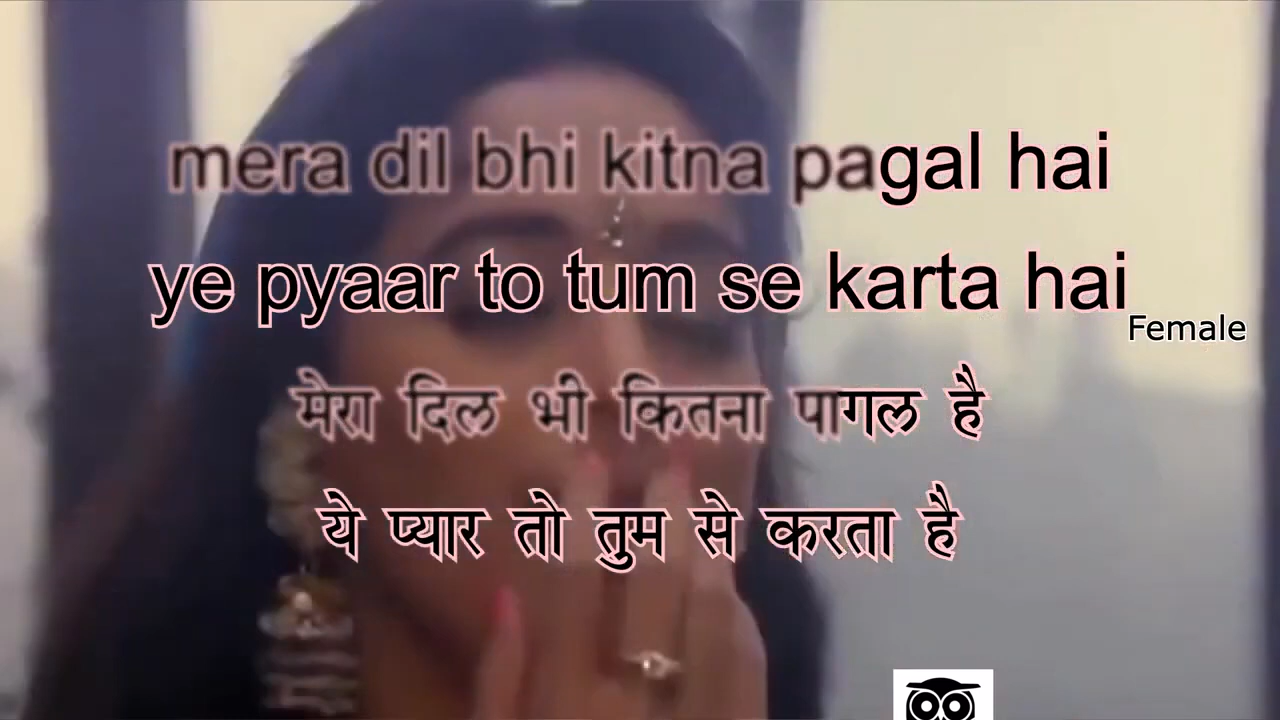 mera dil bhi kitna pagal hai
ye pyaar to tum se karta hai
Female
मेरा दिल भी कितना पागल है
ये प्यार तो तुम से करता है